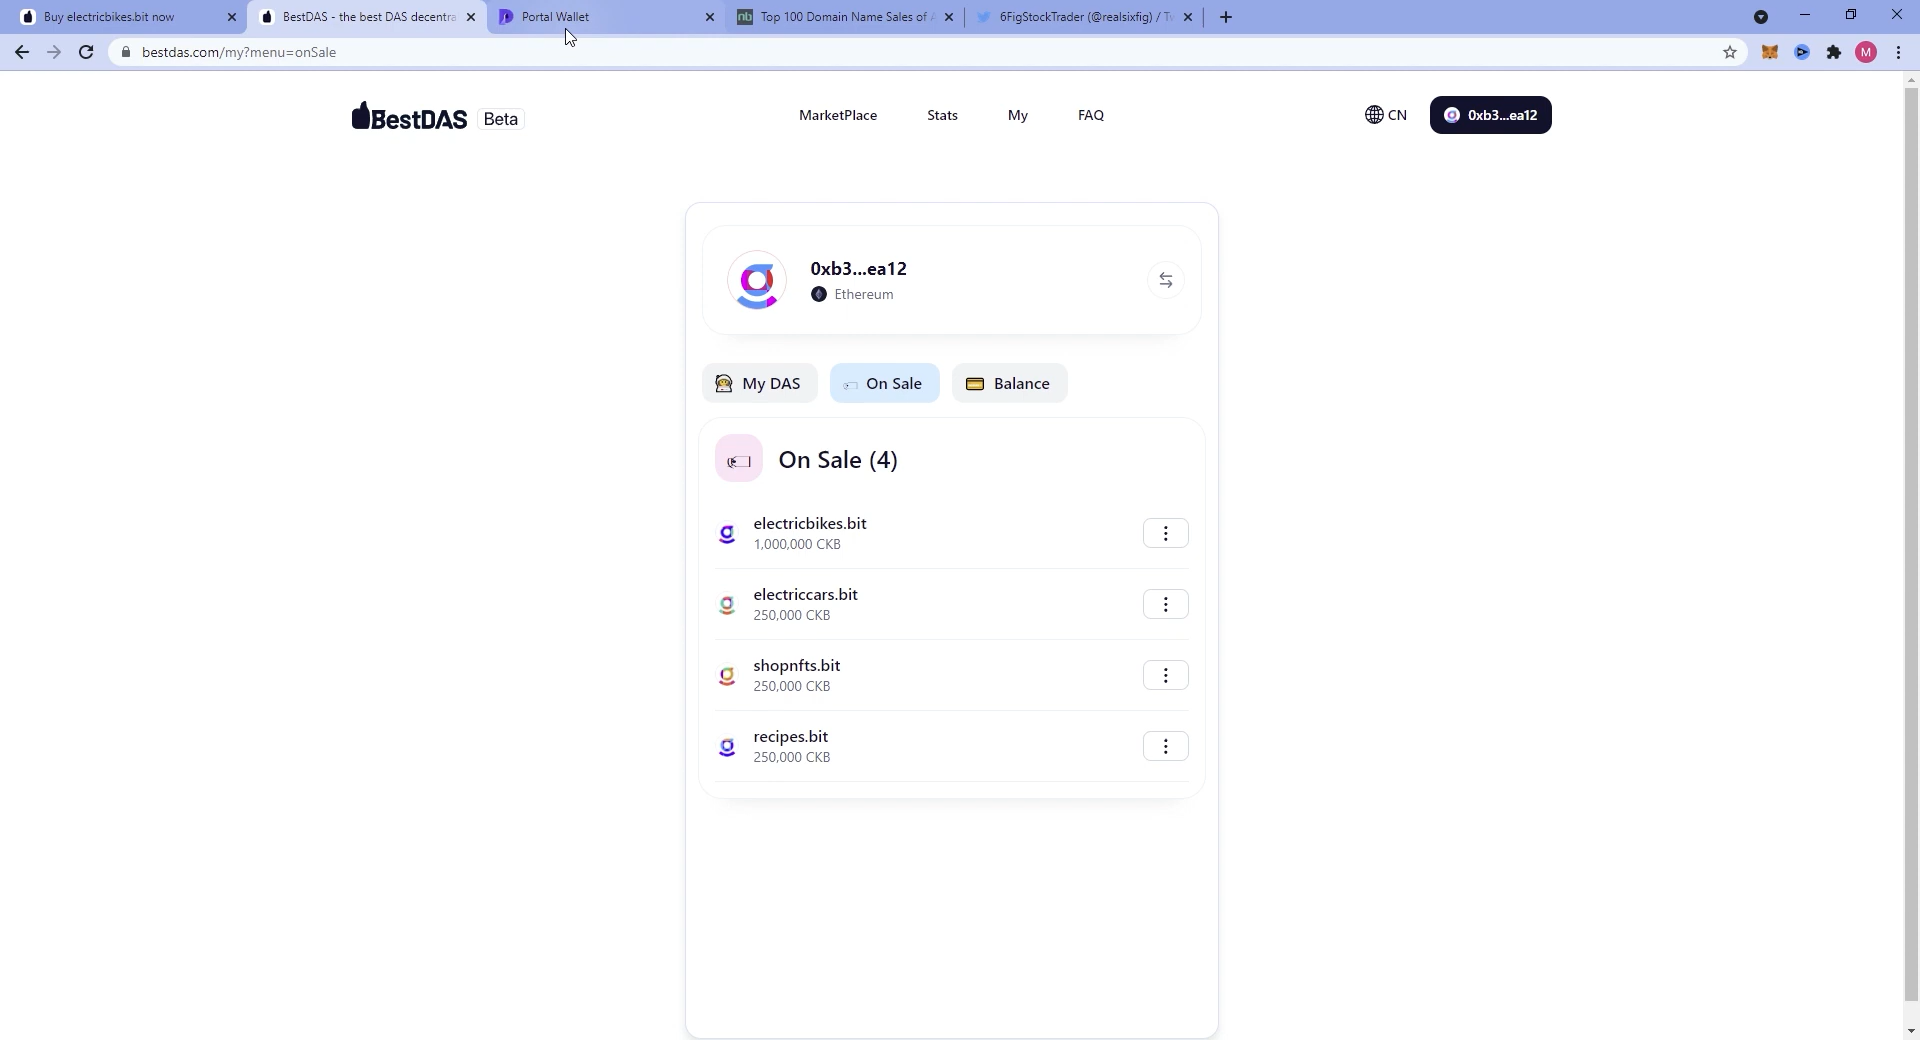 Buy electricbikes.bit now
BestDAS - the best DAS decentra
Portal Wallet
nb Top 100 Domain Name Sales of A
6FigStockTrader (@realsixfig) / Tw
bestdas.com/my?menu=onSale
M
BestDAS Beta
MarketPlace
Stats
My
FAQ
CN
0xb3...ea12
0xb3...ea12
Ethereum
My DAS
On Sale
Balance
On Sale (4)
electricbikes.bit
1,000,000 CKB
electriccars.bit
250,000 CKB
shopnfts.bit
250,000 CKB
recipes.bit
250,000 CKB